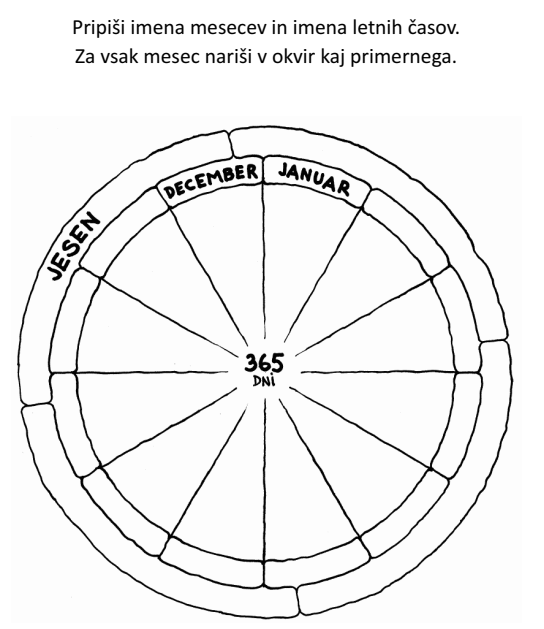 Pripiši imena mesecev in imena letnih časov.
Za vsak mesec nariši v okvir kaj primernega.
DECEMBER
JANUAR
JESEN
365
DNi